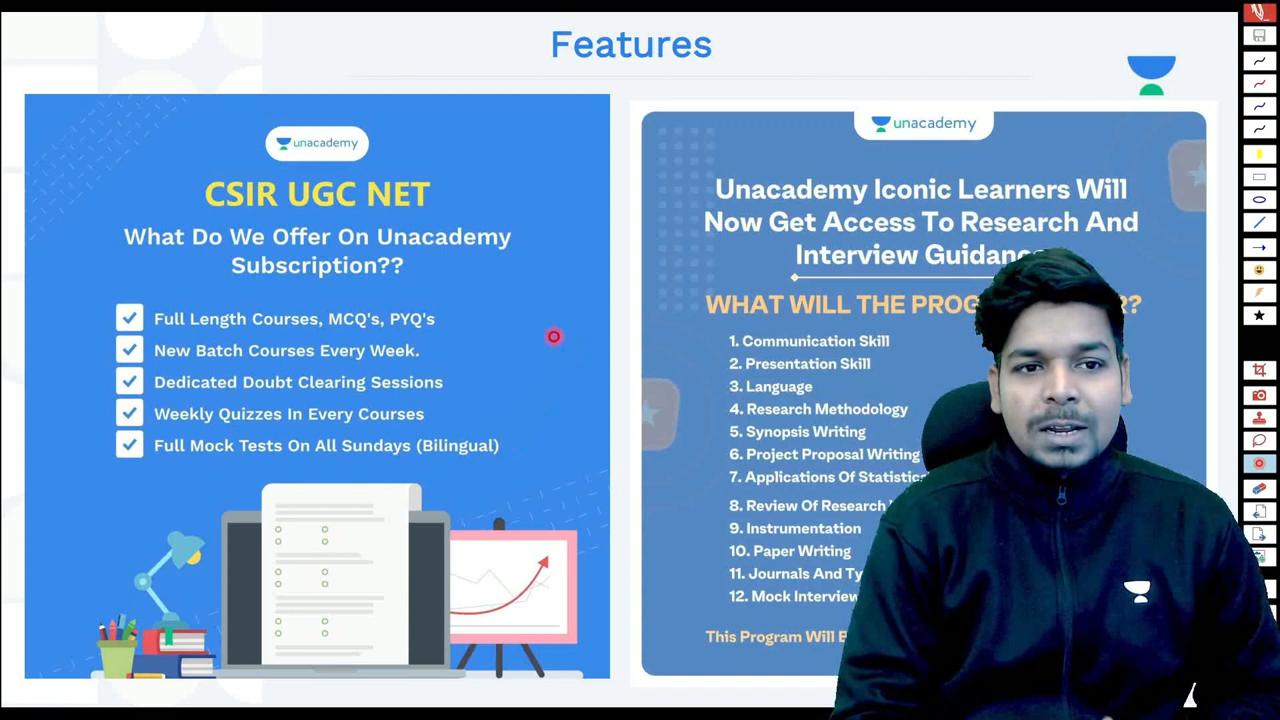 Features
unacademy
CSIR UGC NET
What Do We Offer On Unacademy
Subscription??
Full Length Courses, MCQ's, PYQ's
New Batch Courses Every Week.
Dedicated Doubt Clearing Sessions
Weekly Quizzes In Every Courses
Full Mock Tests On All Sundays (Bilingual)
unacademy
Unacademy Iconic Learners Will
Now Get Access To Research And
Interview Guidance
WHAT WILL THE
1. Communication Skill
2. Presentation Skill
3. Language
4. Research Methodology
5. Synopsis Writing
6. Project Proposal Writing
7. Applications Of
8. Review Of Research
9. Instrumentation
10. Paper Writing
11. Journals And
12. Mock Interview
This Program Will